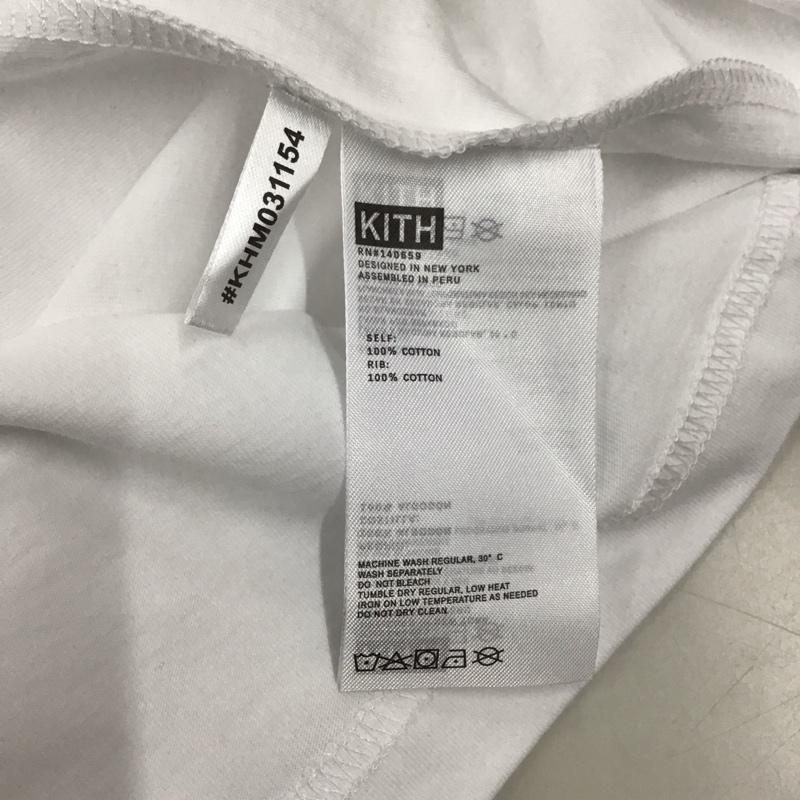 #KHM031154
KITH
RN#140659
DESIGNED IN NEW YORK
ASSEMBLED IN PERU
SELF:
100% COTTON
RIB:
100% COTTON
MACHINE WASH REGULAR, 30° C
WASH SEPARATELY
DO NOT BLEACH
TUMBLE DRY REGULAR, LOW HEAT
IRON ON LOW TEMPERATURE AS NEEDED
DO NOT DRY CLEAN